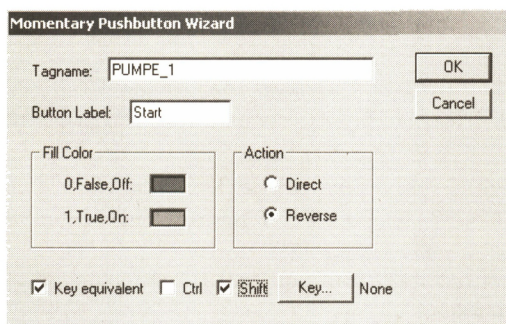 Momentary Pushbutton Wizard
Tagname: PUMPE_1
OK
Button Label: Start
Cancel
Fill Color
Action
0,False,Off:
Direct
1,True,On:
Reverse
Key equivalent Ctrl Shift Key... None